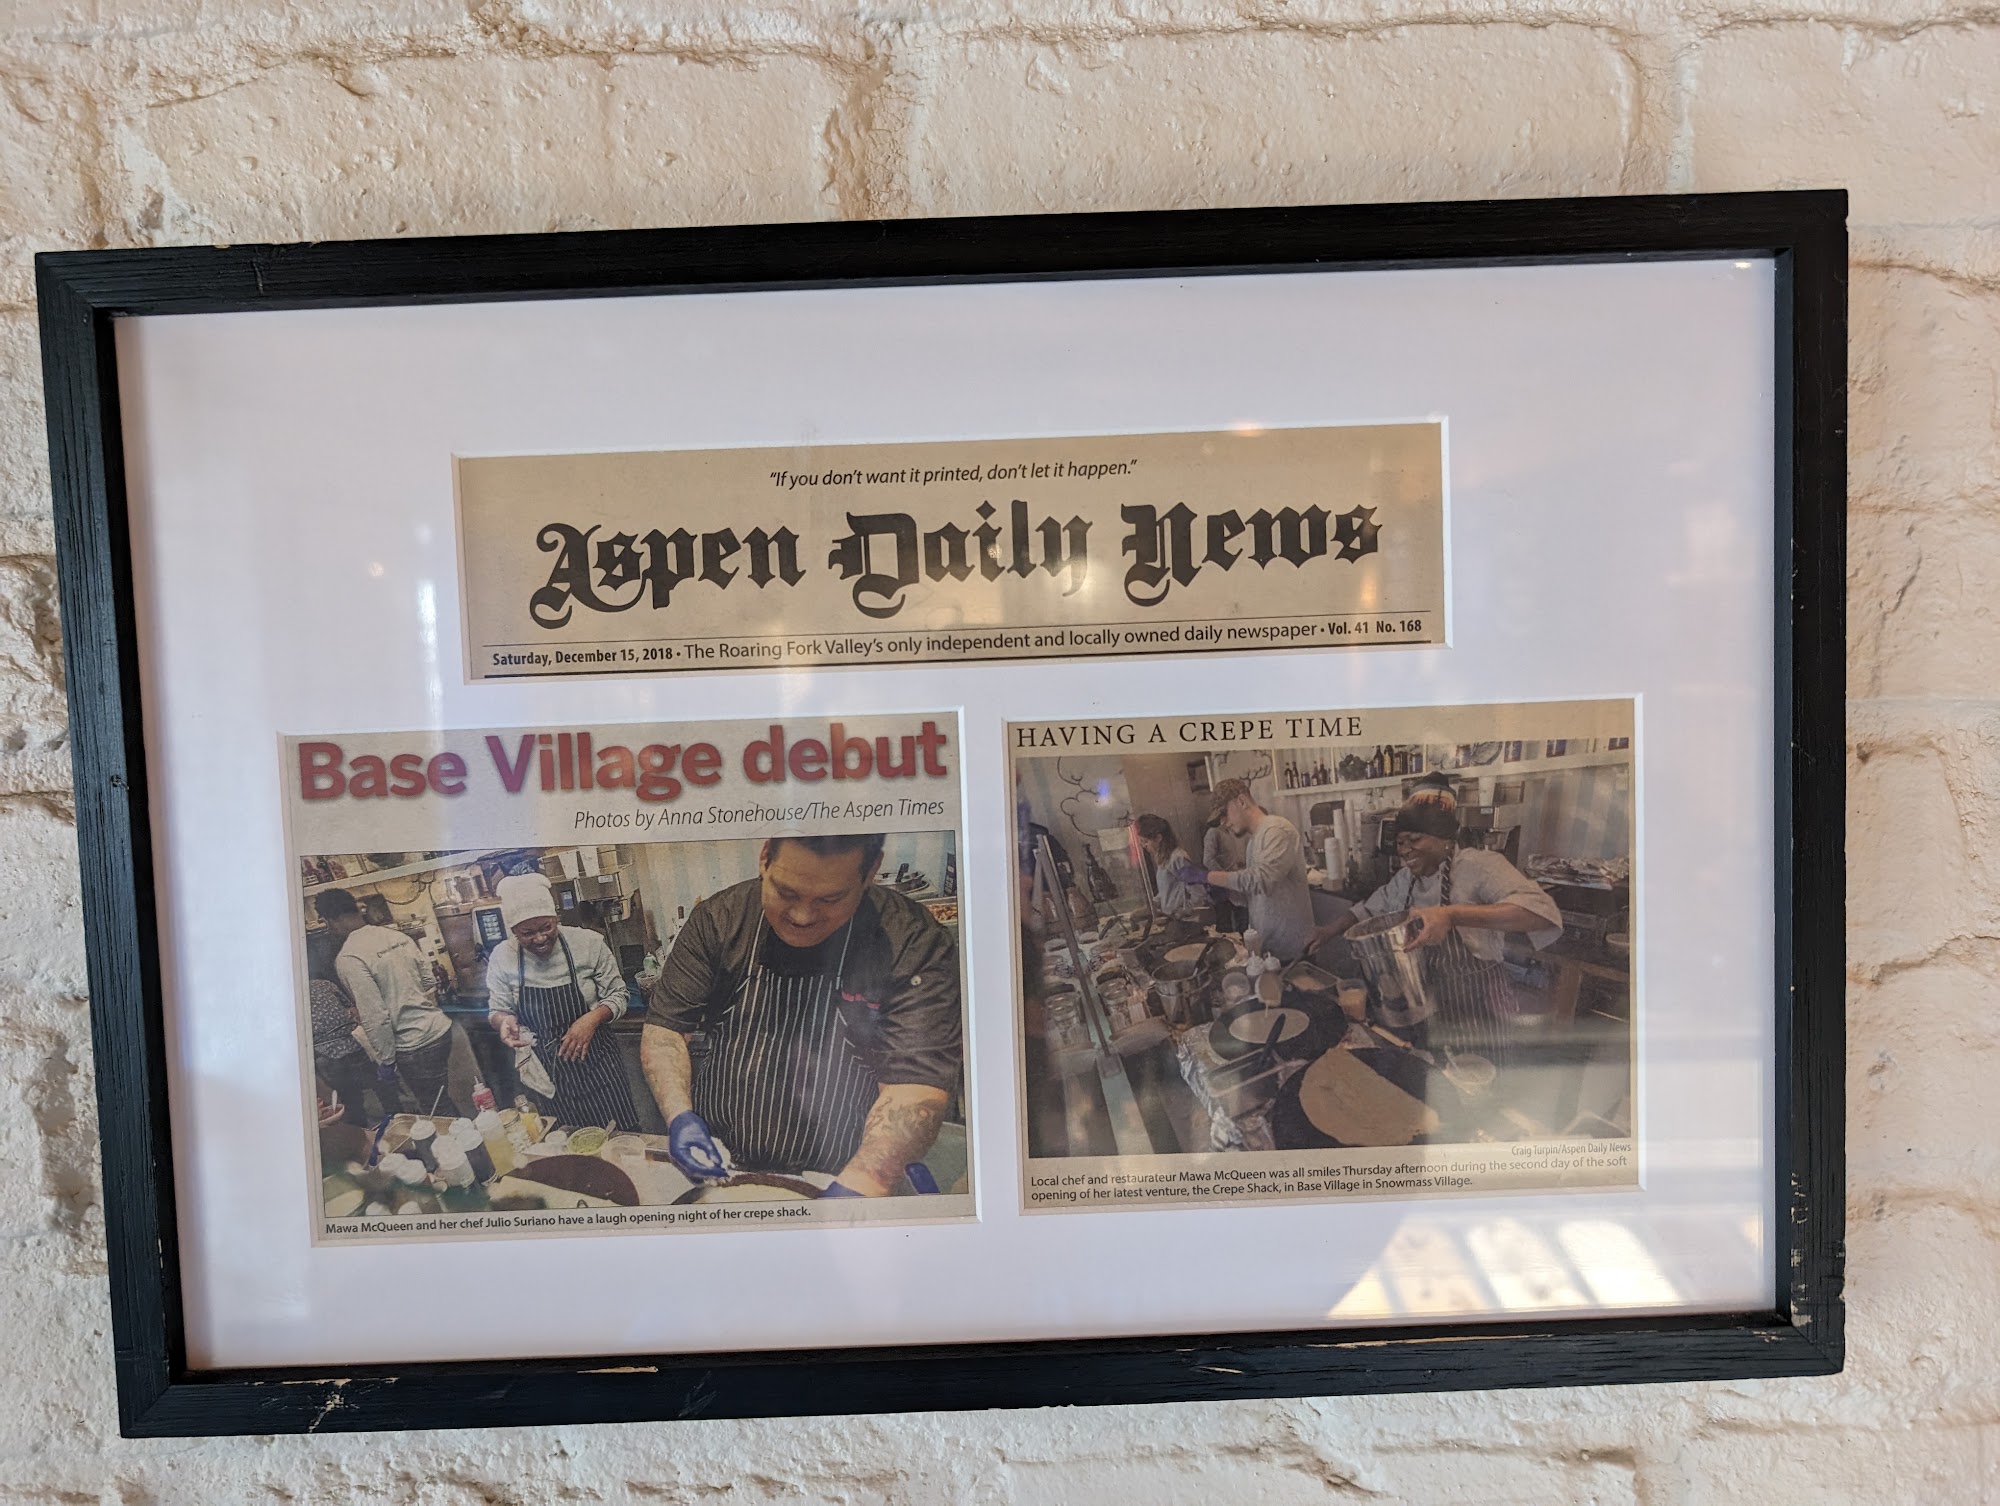 “If you don’t want it printed, don’t let it happen.”
Aspen Daily News
Saturday, December 15, 2018 • The Roaring Fork Valley’s only independent and locally owned daily newspaper • Vol. 41 No. 168
Base Village debut
Photos by Anna Stonehouse/The Aspen Times
Mawa McQueen and her chef Julio Suriano have a laugh opening night of her crepe shack.
HAVING A CREPE TIME
Craig Turpin/Aspen Daily News
Local chef and restaurateur Mawa McQueen was all smiles Thursday afternoon during the second day of the soft
opening of her latest venture, the Crepe Shack, in Base Village in Snowmass Village.